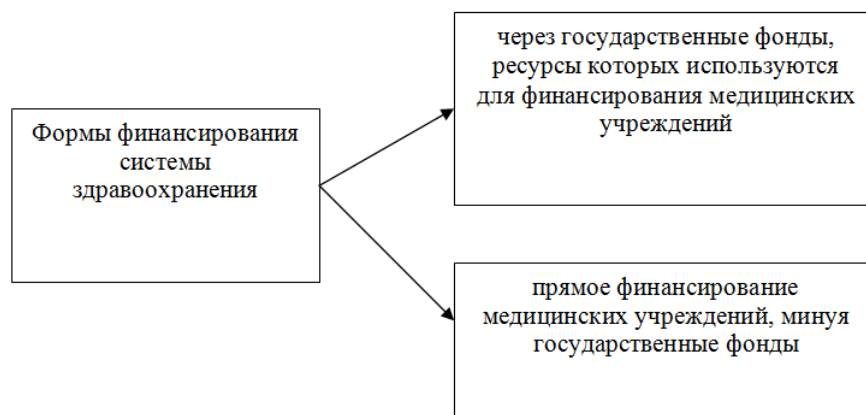 Формы финансирования
системы
здравоохранения
через государственные фонды,
ресурсы которых используются
для финансирования медицинских
учреждений
прямое финансирование
медицинских учреждений, минуя
государственные фонды